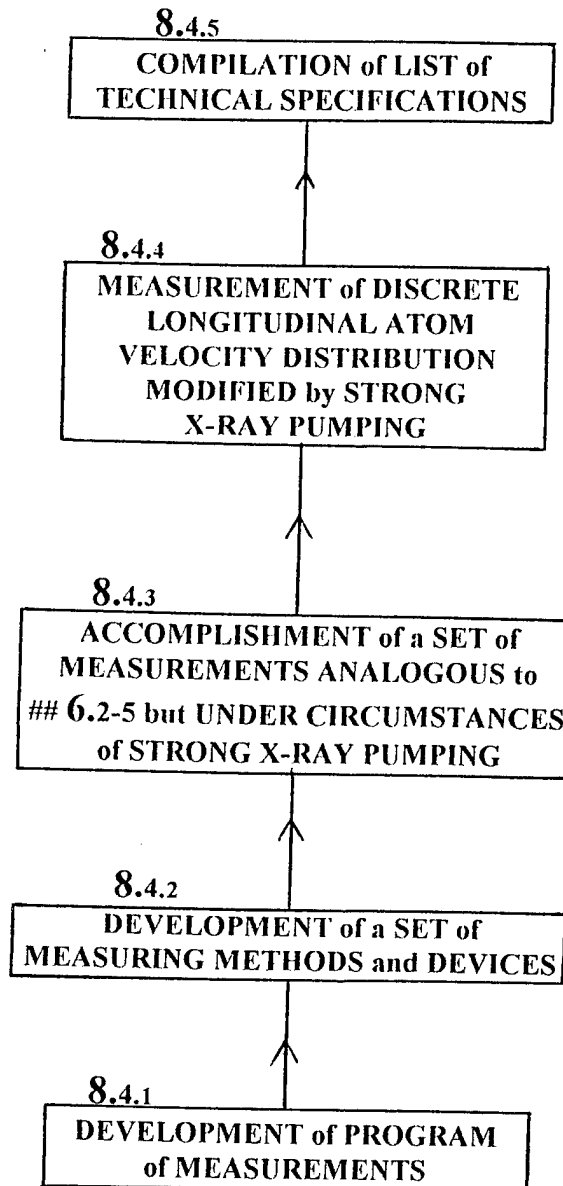 8.4.5
COMPILATION of LIST of
TECHNICAL SPECIFICATIONS
8.4.4
MEASUREMENT of DISCRETE
LONGITUDINAL ATOM
VELOCITY DISTRIBUTION
MODIFIED by STRONG
X-RAY PUMPING
8.4.3
ACCOMPLISHMENT of a SET of
MEASUREMENTS ANALOGOUS to
## 6.2-5 but UNDER CIRCUMSTANCES
of STRONG X-RAY PUMPING
8.4.2
DEVELOPMENT of a SET of
MEASURING METHODS and DEVICES
8.4.1
DEVELOPMENT of PROGRAM
of MEASUREMENTS